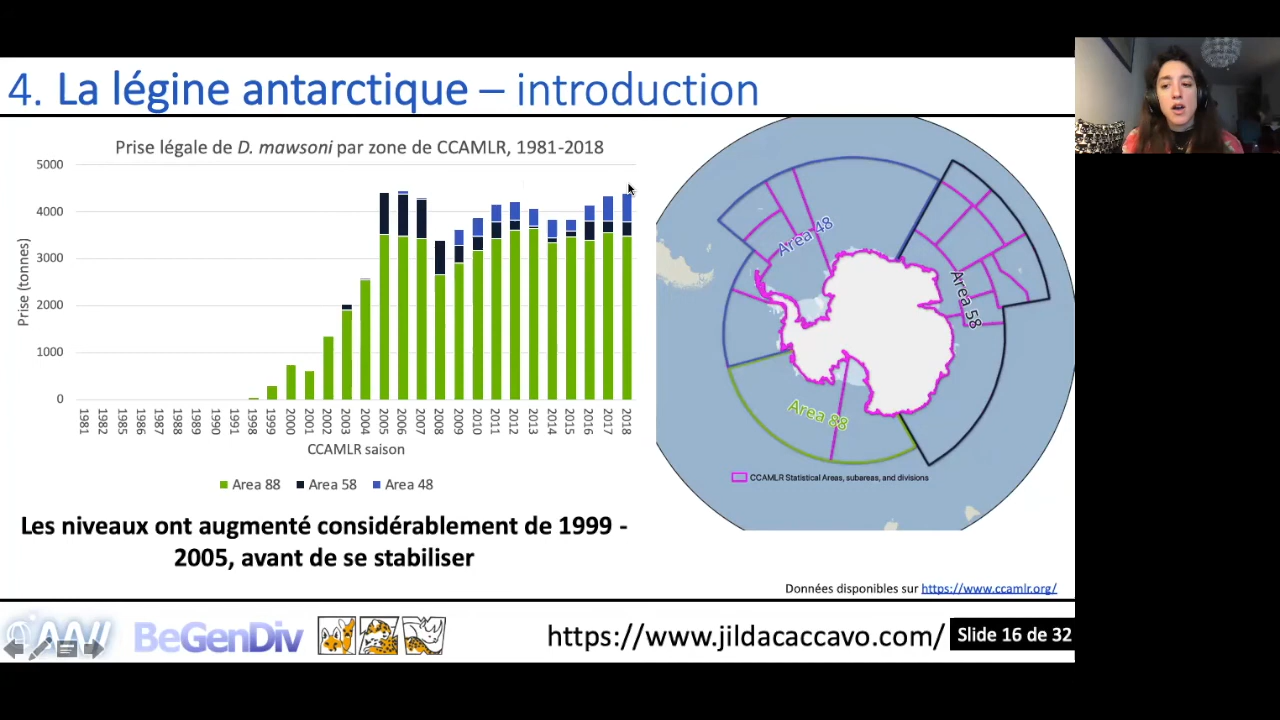 4. La légine antarctique – introduction
Prise légale de D. mawsoni par zone de CCAMLR, 1981-2018
5000
4000
3000
2000
1000
0
Prise (tonnes)
1981 1982 1985 1986 1987 1988 1989 1990 1991 1998 1999 2000 2001 2002 2003 2004 2005 2006 2007 2008 2009 2010 2011 2012 2013 2014 2015 2016 2017 2018
CCAMLR saison
Area 88 Area 58 Area 48
Area 48
Area 58
Area 88
CCAMLR Statistical Areas, subareas, and divisions
Les niveaux ont augmenté considérablement de 1999 -
2005, avant de se stabiliser
Données disponibles sur https://www.ccamlr.org/
BeGenDiv
https://www.jildacaccavo.com/
Slide 16 de 32